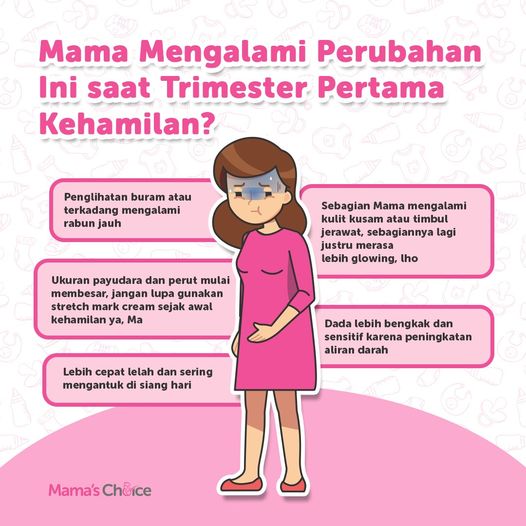 Mama Mengalami Perubahan
Ini saat Trimester Pertama
Kehamilan?
Penglihatan buram atau
terkadang mengalami
rabun jauh
Sebagian Mama mengalami
kulit kusam atau timbul
jerawat, sebagiannya lagi
justru merasa
lebih glowing, lho
Ukuran payudara dan perut mulai
membesar, jangan lupa gunakan
stretch mark cream sejak awal
kehamilan ya, Ma
Dada lebih bengkak dan
sensitif karena peningkatan
aliran darah
Lebih cepat lelah dan sering
mengantuk di siang hari
Mama's Choice